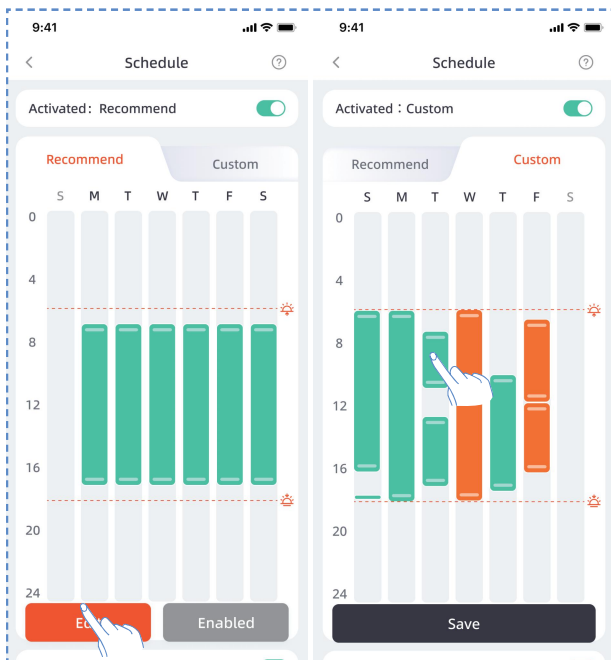 9:41
Schedule
Activated: Recommend
Recommend
Custom
S M T W T F S
0
4
8
12
16
20
24
Enabled
9:41
Schedule
Activated：Custom
Recommend
Custom
S M T W T F S
0
4
8
12
16
20
24
Save